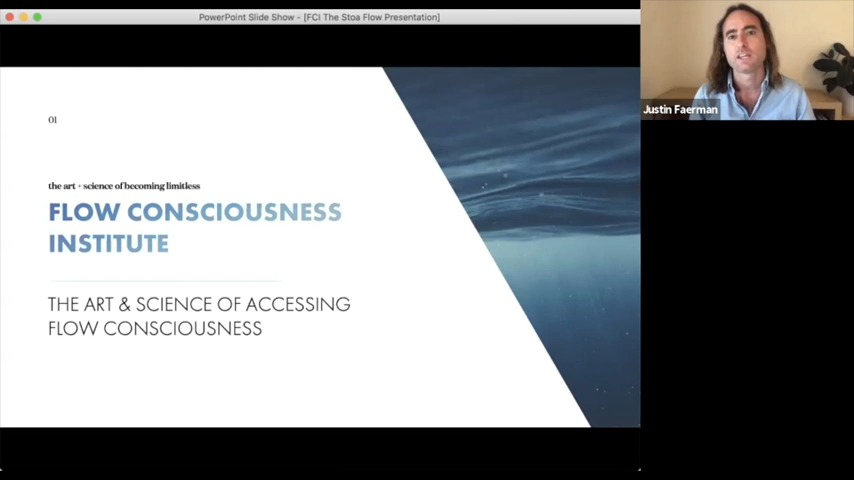 PowerPoint Slide Show - [FCI The Stoa Flow Presentation]
01
the art + science of becoming limitless
FLOW CONSCIOUSNESS
INSTITUTE
THE ART & SCIENCE OF ACCESSING
FLOW CONSCIOUSNESS
Justin Faerman